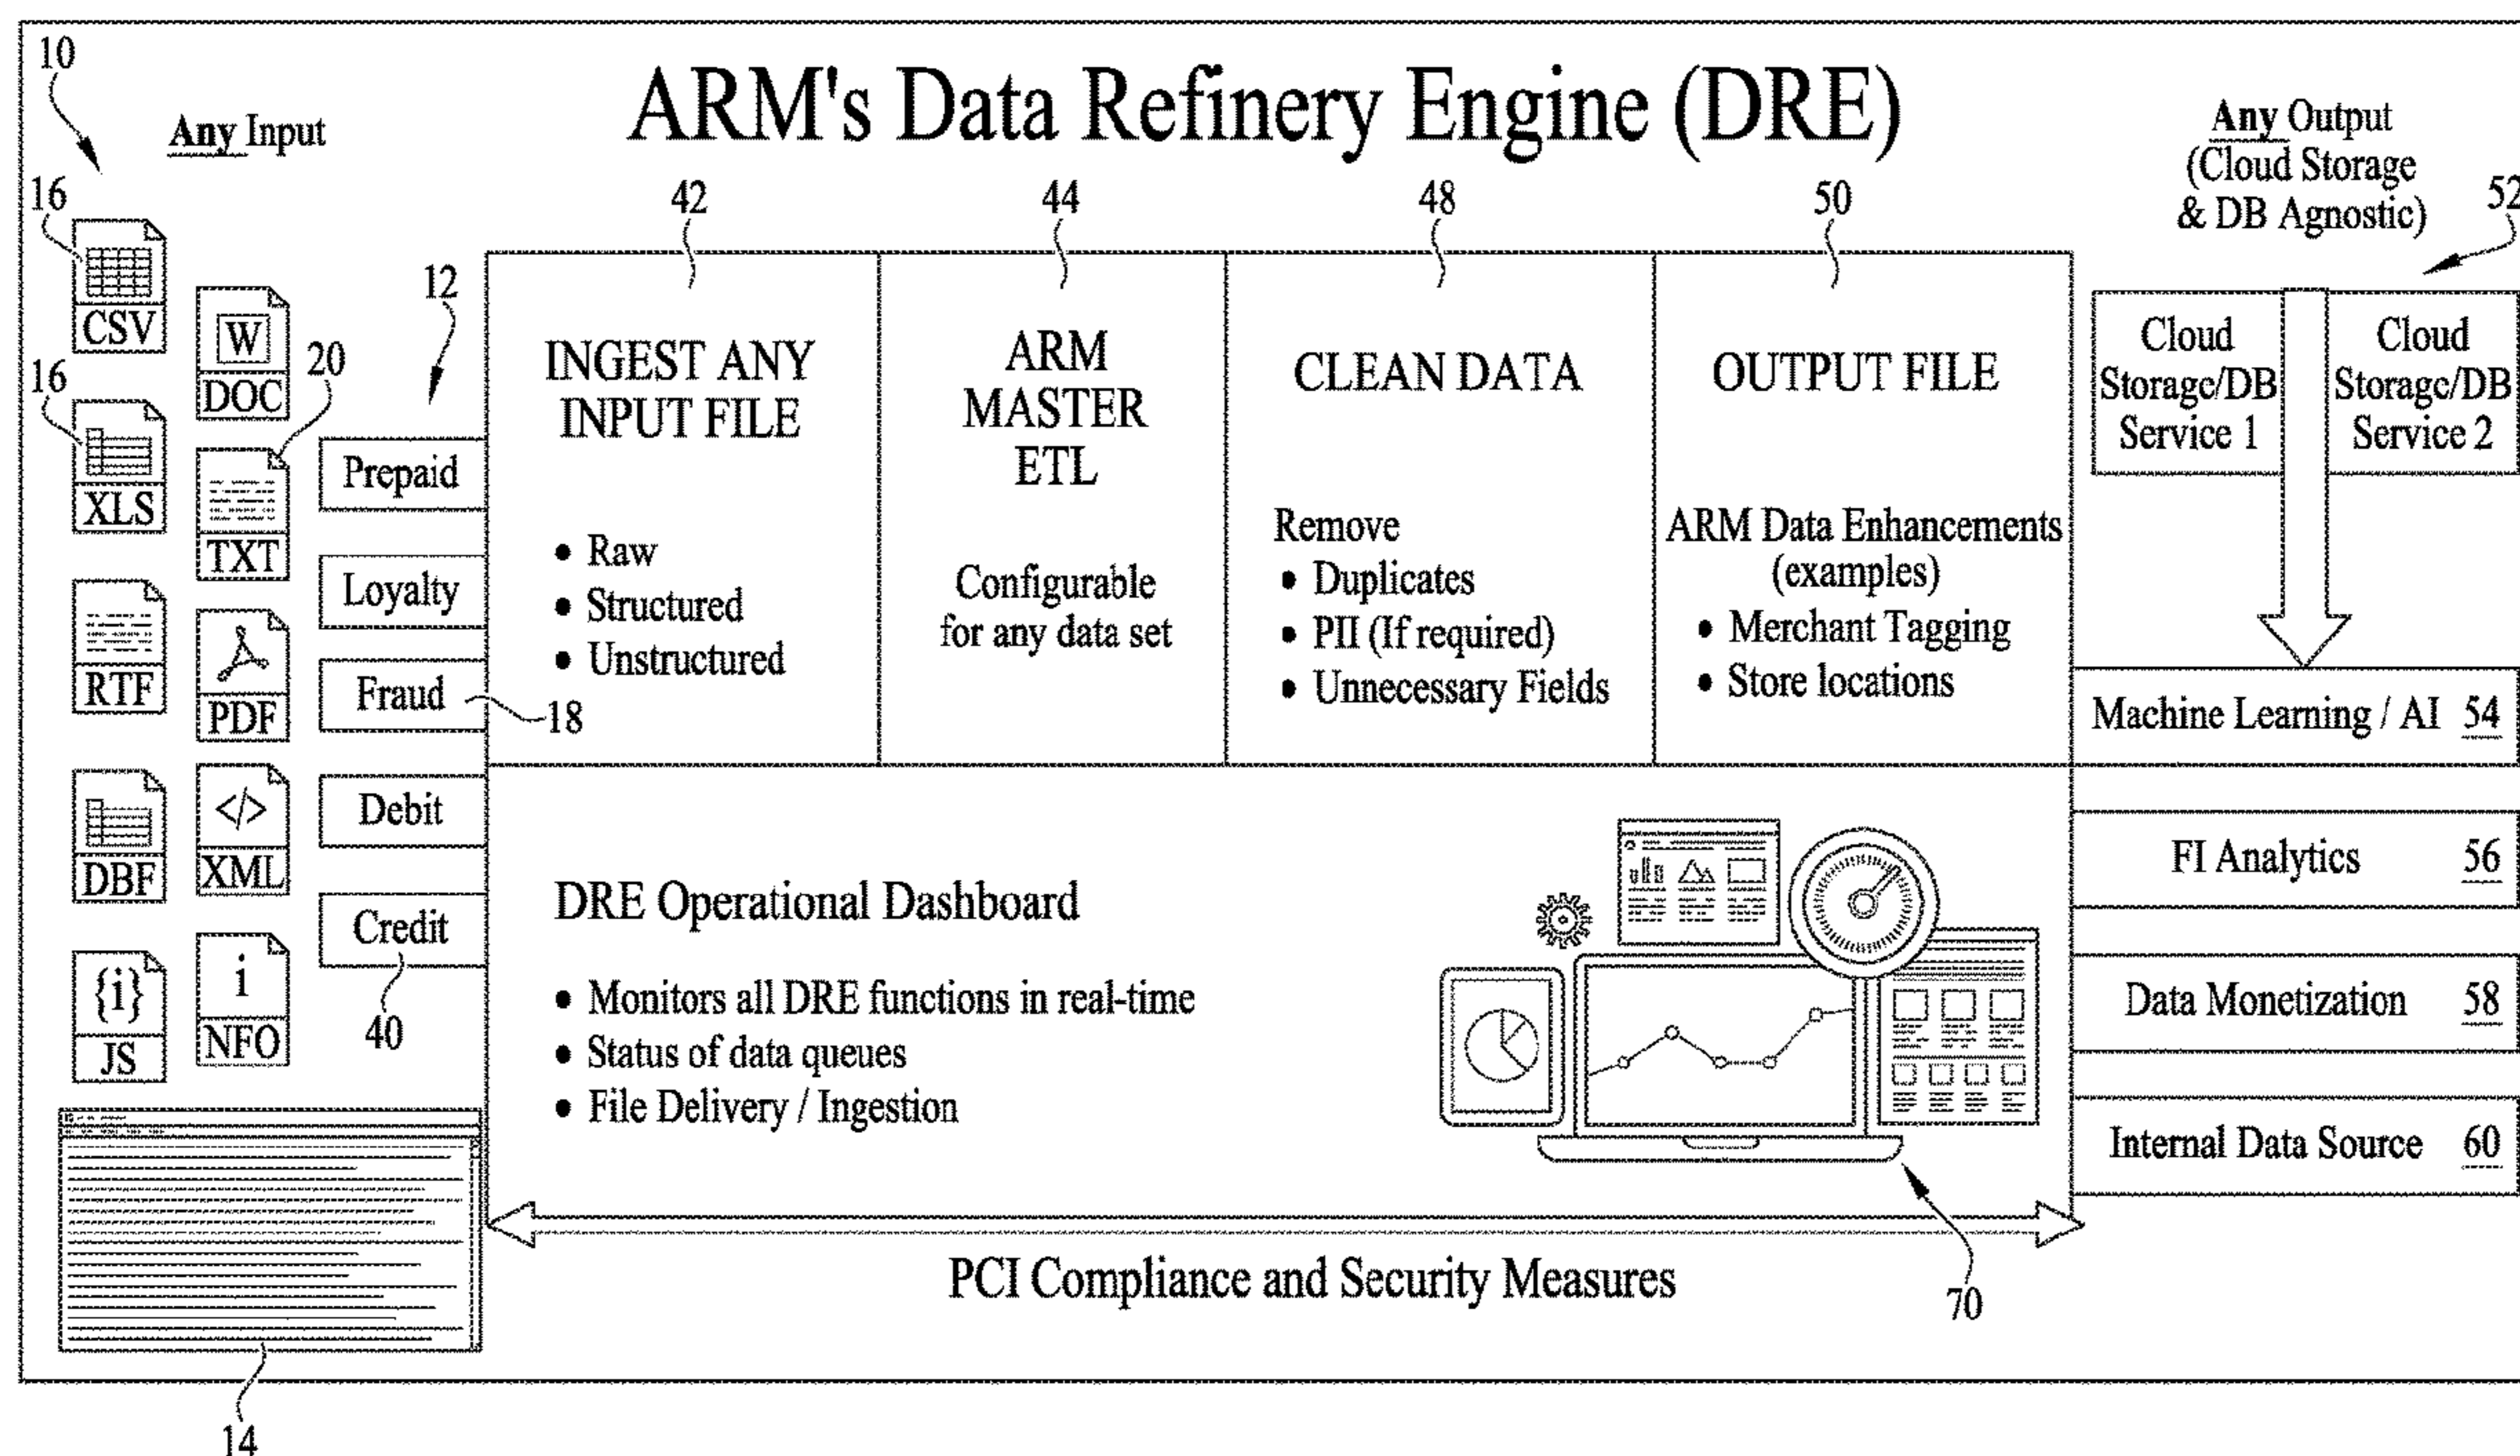 10
Any Input
ARM's Data Refinery Engine (DRE)
Any Output
(Cloud Storage
& DB Agnostic)
52
16
CSV
16
XLS
RTF
DBF
{i}
JS
W
DOC
20
TXT
PDF
</>
XML
i
NFO
12
Prepaid
Loyalty
Fraud
18
Debit
Credit
40
14
42
INGEST ANY
INPUT FILE
• Raw
• Structured
• Unstructured
44
ARM
MASTER
ETL
Configurable
for any data set
48
CLEAN DATA
Remove
• Duplicates
• PII (If required)
• Unnecessary Fields
50
OUTPUT FILE
ARM Data Enhancements
(examples)
• Merchant Tagging
• Store locations
Cloud
Storage/DB
Service 1
Cloud
Storage/DB
Service 2
Machine Learning / AI 54
FI Analytics 56
Data Monetization 58
Internal Data Source 60
DRE Operational Dashboard
• Monitors all DRE functions in real-time
• Status of data queues
• File Delivery / Ingestion
70
PCI Compliance and Security Measures